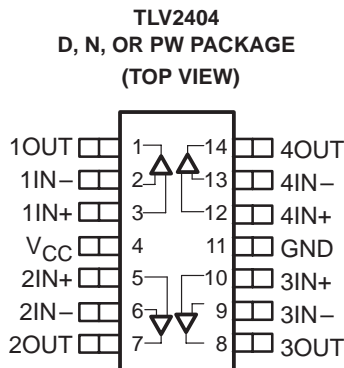 TLV2404
D, N, OR PW PACKAGE
(TOP VIEW)
1OUT 1 14 4OUT
1IN− 2 13 4IN−
1IN+ 3 12 4IN+
VCC 4 11 GND
2IN+ 5 10 3IN+
2IN− 6 9 3IN−
2OUT 7 8 3OUT